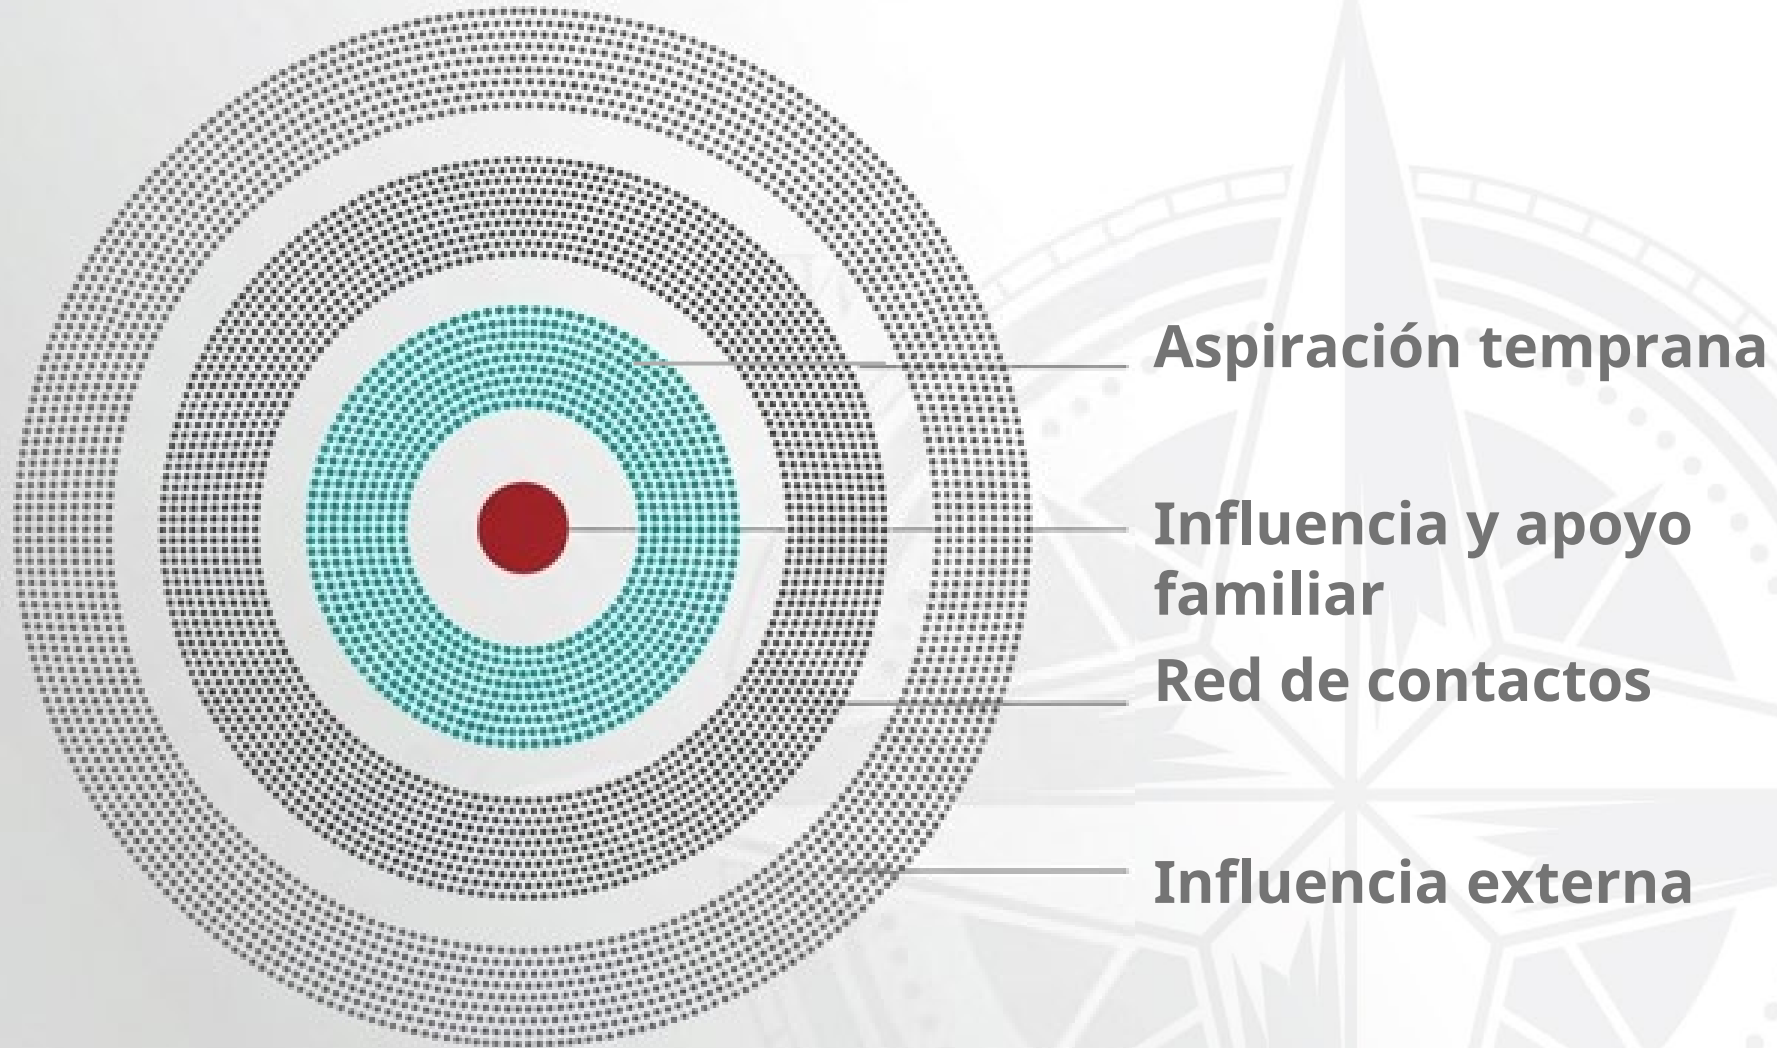 Aspiración temprana
Influencia y apoyo
familiar
Red de contactos
Influencia externa